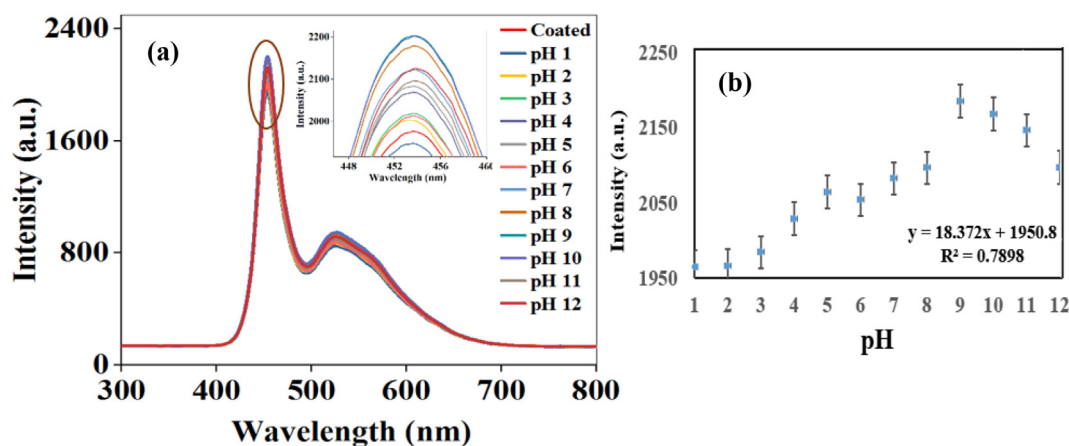 (a)
Intensity (a.u.)
2400
1600
800
0
300 400 500 600 700 800
Wavelength (nm)
Intensity (a.u.)
2200
2100
2000
448 452 456 460
Wavelength (nm)
Coated
pH 1
pH 2
pH 3
pH 4
pH 5
pH 6
pH 7
pH 8
pH 9
pH 10
pH 11
pH 12
(b)
Intensity (a.u.)
2250
2150
2050
1950
y = 18.372x + 1950.8
R² = 0.7898
1 2 3 4 5 6 7 8 9 10 11 12
pH